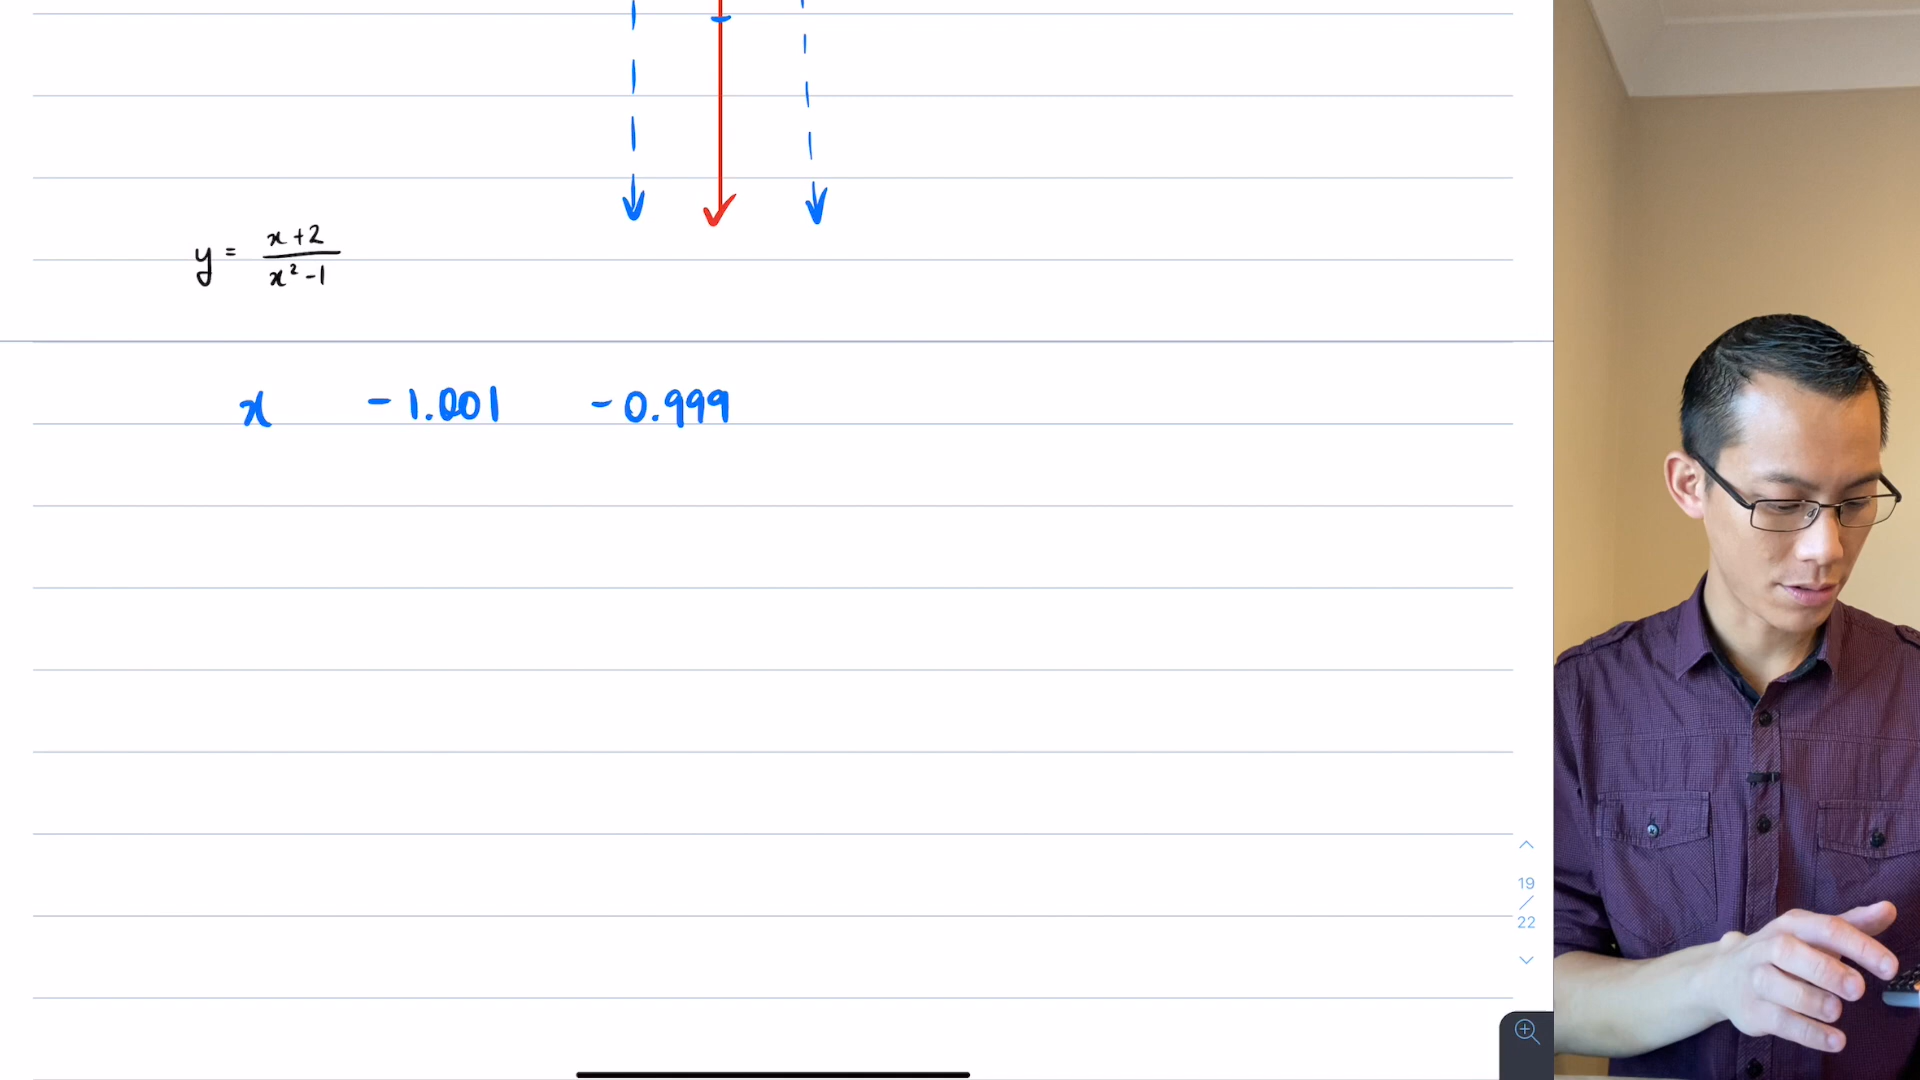 y = x+2 / x² -1
x -1.001 -0.999
19
/
22